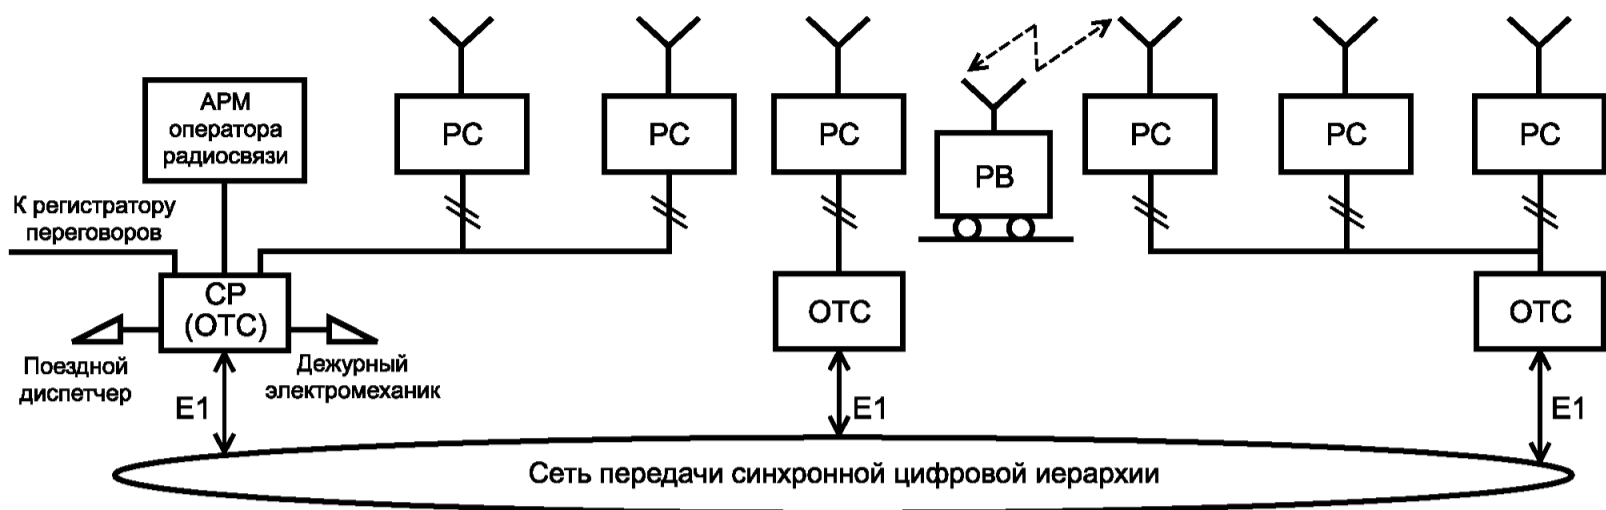 АРМ
оператора
радиосвязи
РС
РС
РС
РВ
РС
РС
РС
К регистратору
переговоров
СР
(ОТС)
ОТС
ОТС
Поездной
диспетчер
Дежурный
электромеханик
Е1
Е1
Е1
Сеть передачи синхронной цифровой иерархии